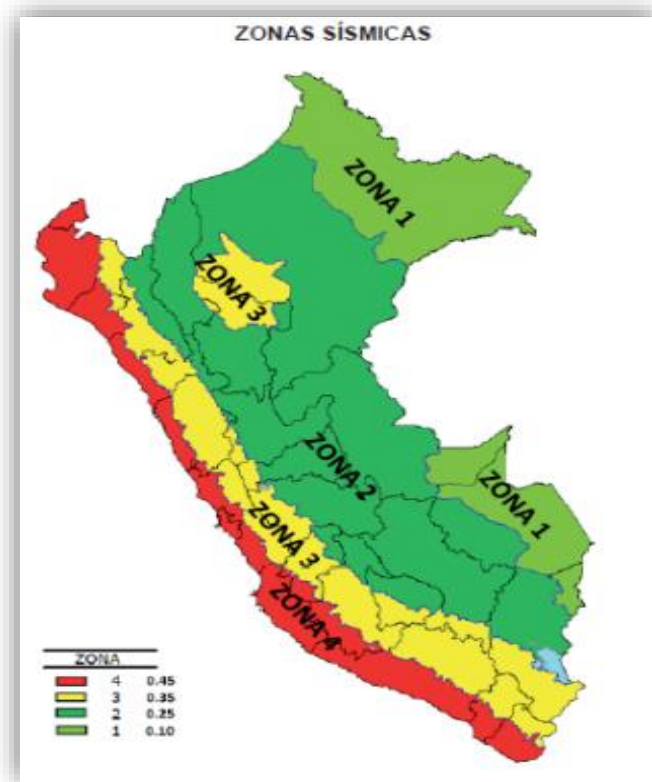 ZONAS SÍSMICAS
ZONA 1
ZONA 3
ZONA 2
ZONA 1
ZONA 3
ZONA 4
ZONA
4 0.45
3 0.35
2 0.25
1 0.10